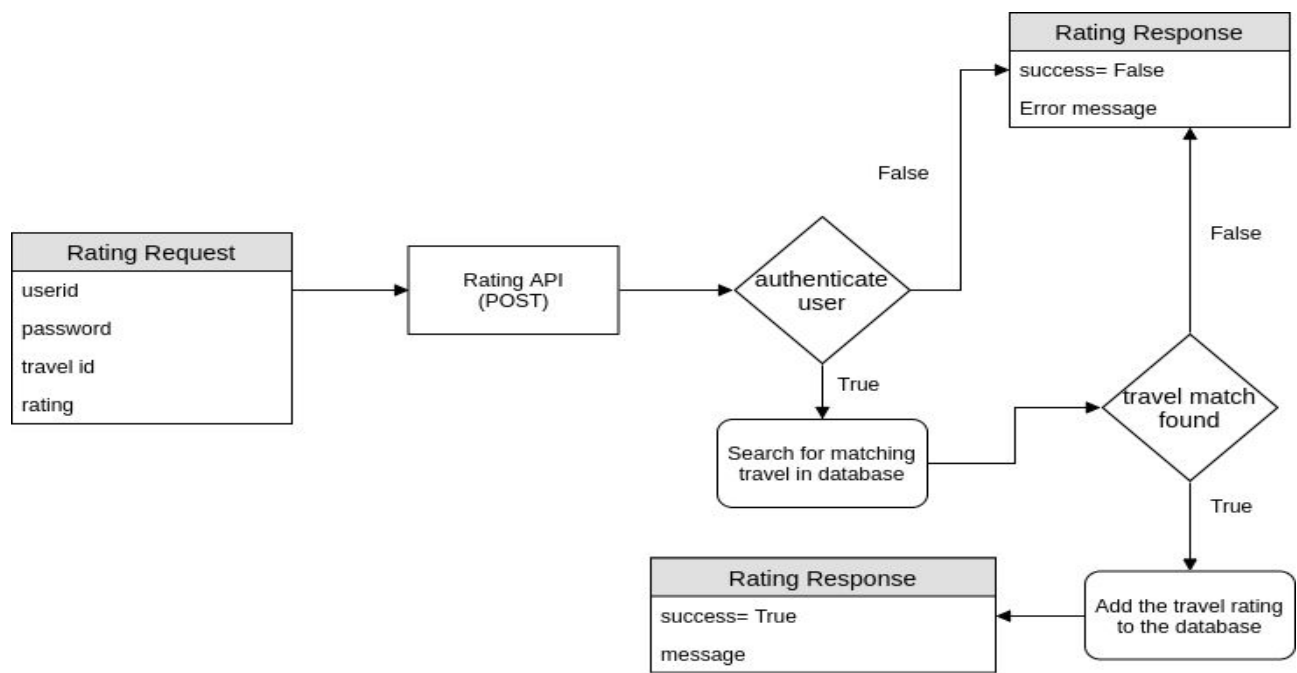 Rating Response
success= False
Error message
False
False
Rating Request
userid
password
travel id
rating
Rating API
(POST)
authenticate
user
True
travel match
found
Search for matching
travel in database
True
Rating Response
success= True
message
Add the travel rating
to the database